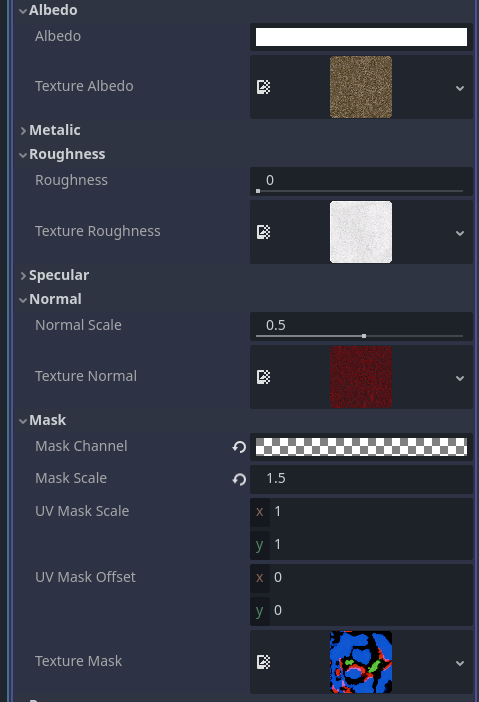 Albedo
Albedo
Texture Albedo
Metalic
Roughness
Roughness 0
Texture Roughness
Specular
Normal
Normal Scale 0.5
Texture Normal
Mask
Mask Channel
Mask Scale 1.5
UV Mask Scale x 1
y 1
UV Mask Offset x 0
y 0
Texture Mask